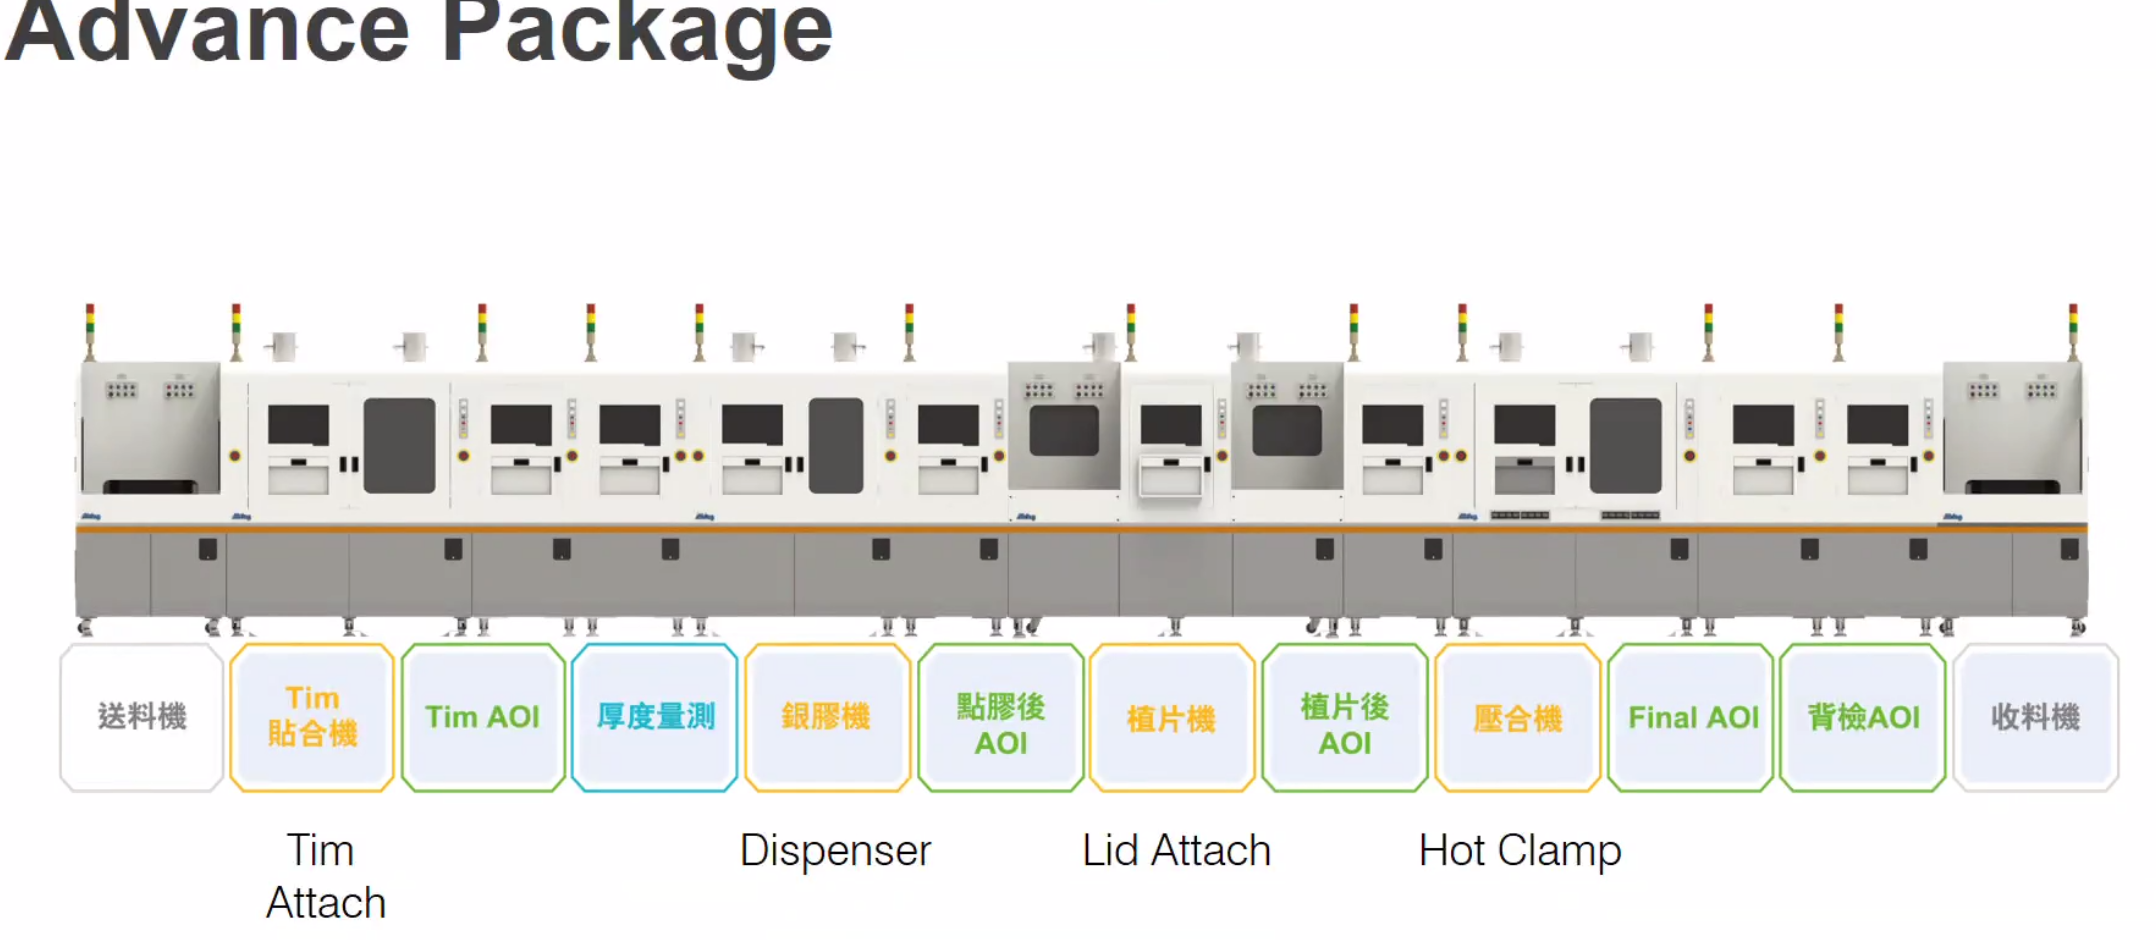 Advance Package
送料機
Tim
貼合機
Tim AOI
厚度量測
銀膠機
點膠後
AOI
植片機
植片後
AOI
壓合機
Final AOI
背檢AOI
收料機
Tim
Attach
Dispenser
Lid Attach
Hot Clamp